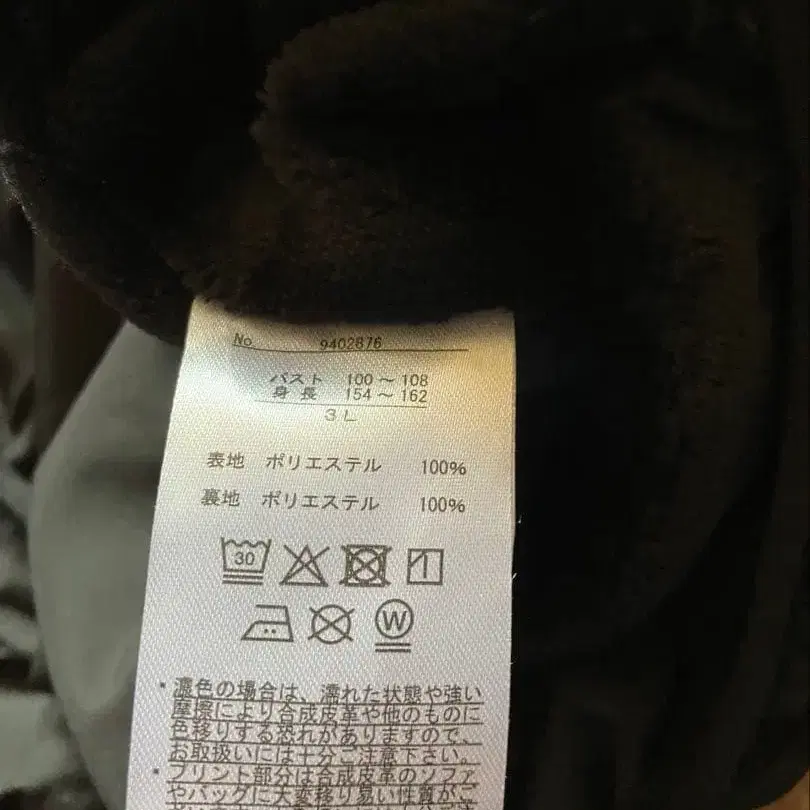 No. 9402876
バスト 100～108
身長 154～162
3L
表地 ポリエステル 100%
裏地 ポリエステル 100%
30
W
・濃色の場合は、濡れた状態や強い
摩擦により合成皮革や他のものに
色移りする恐れがありますので、
お取扱いには十分ご注意下さい。
・プリント部分は合成皮革のソファ
やバッグに大変移り易い性質がご